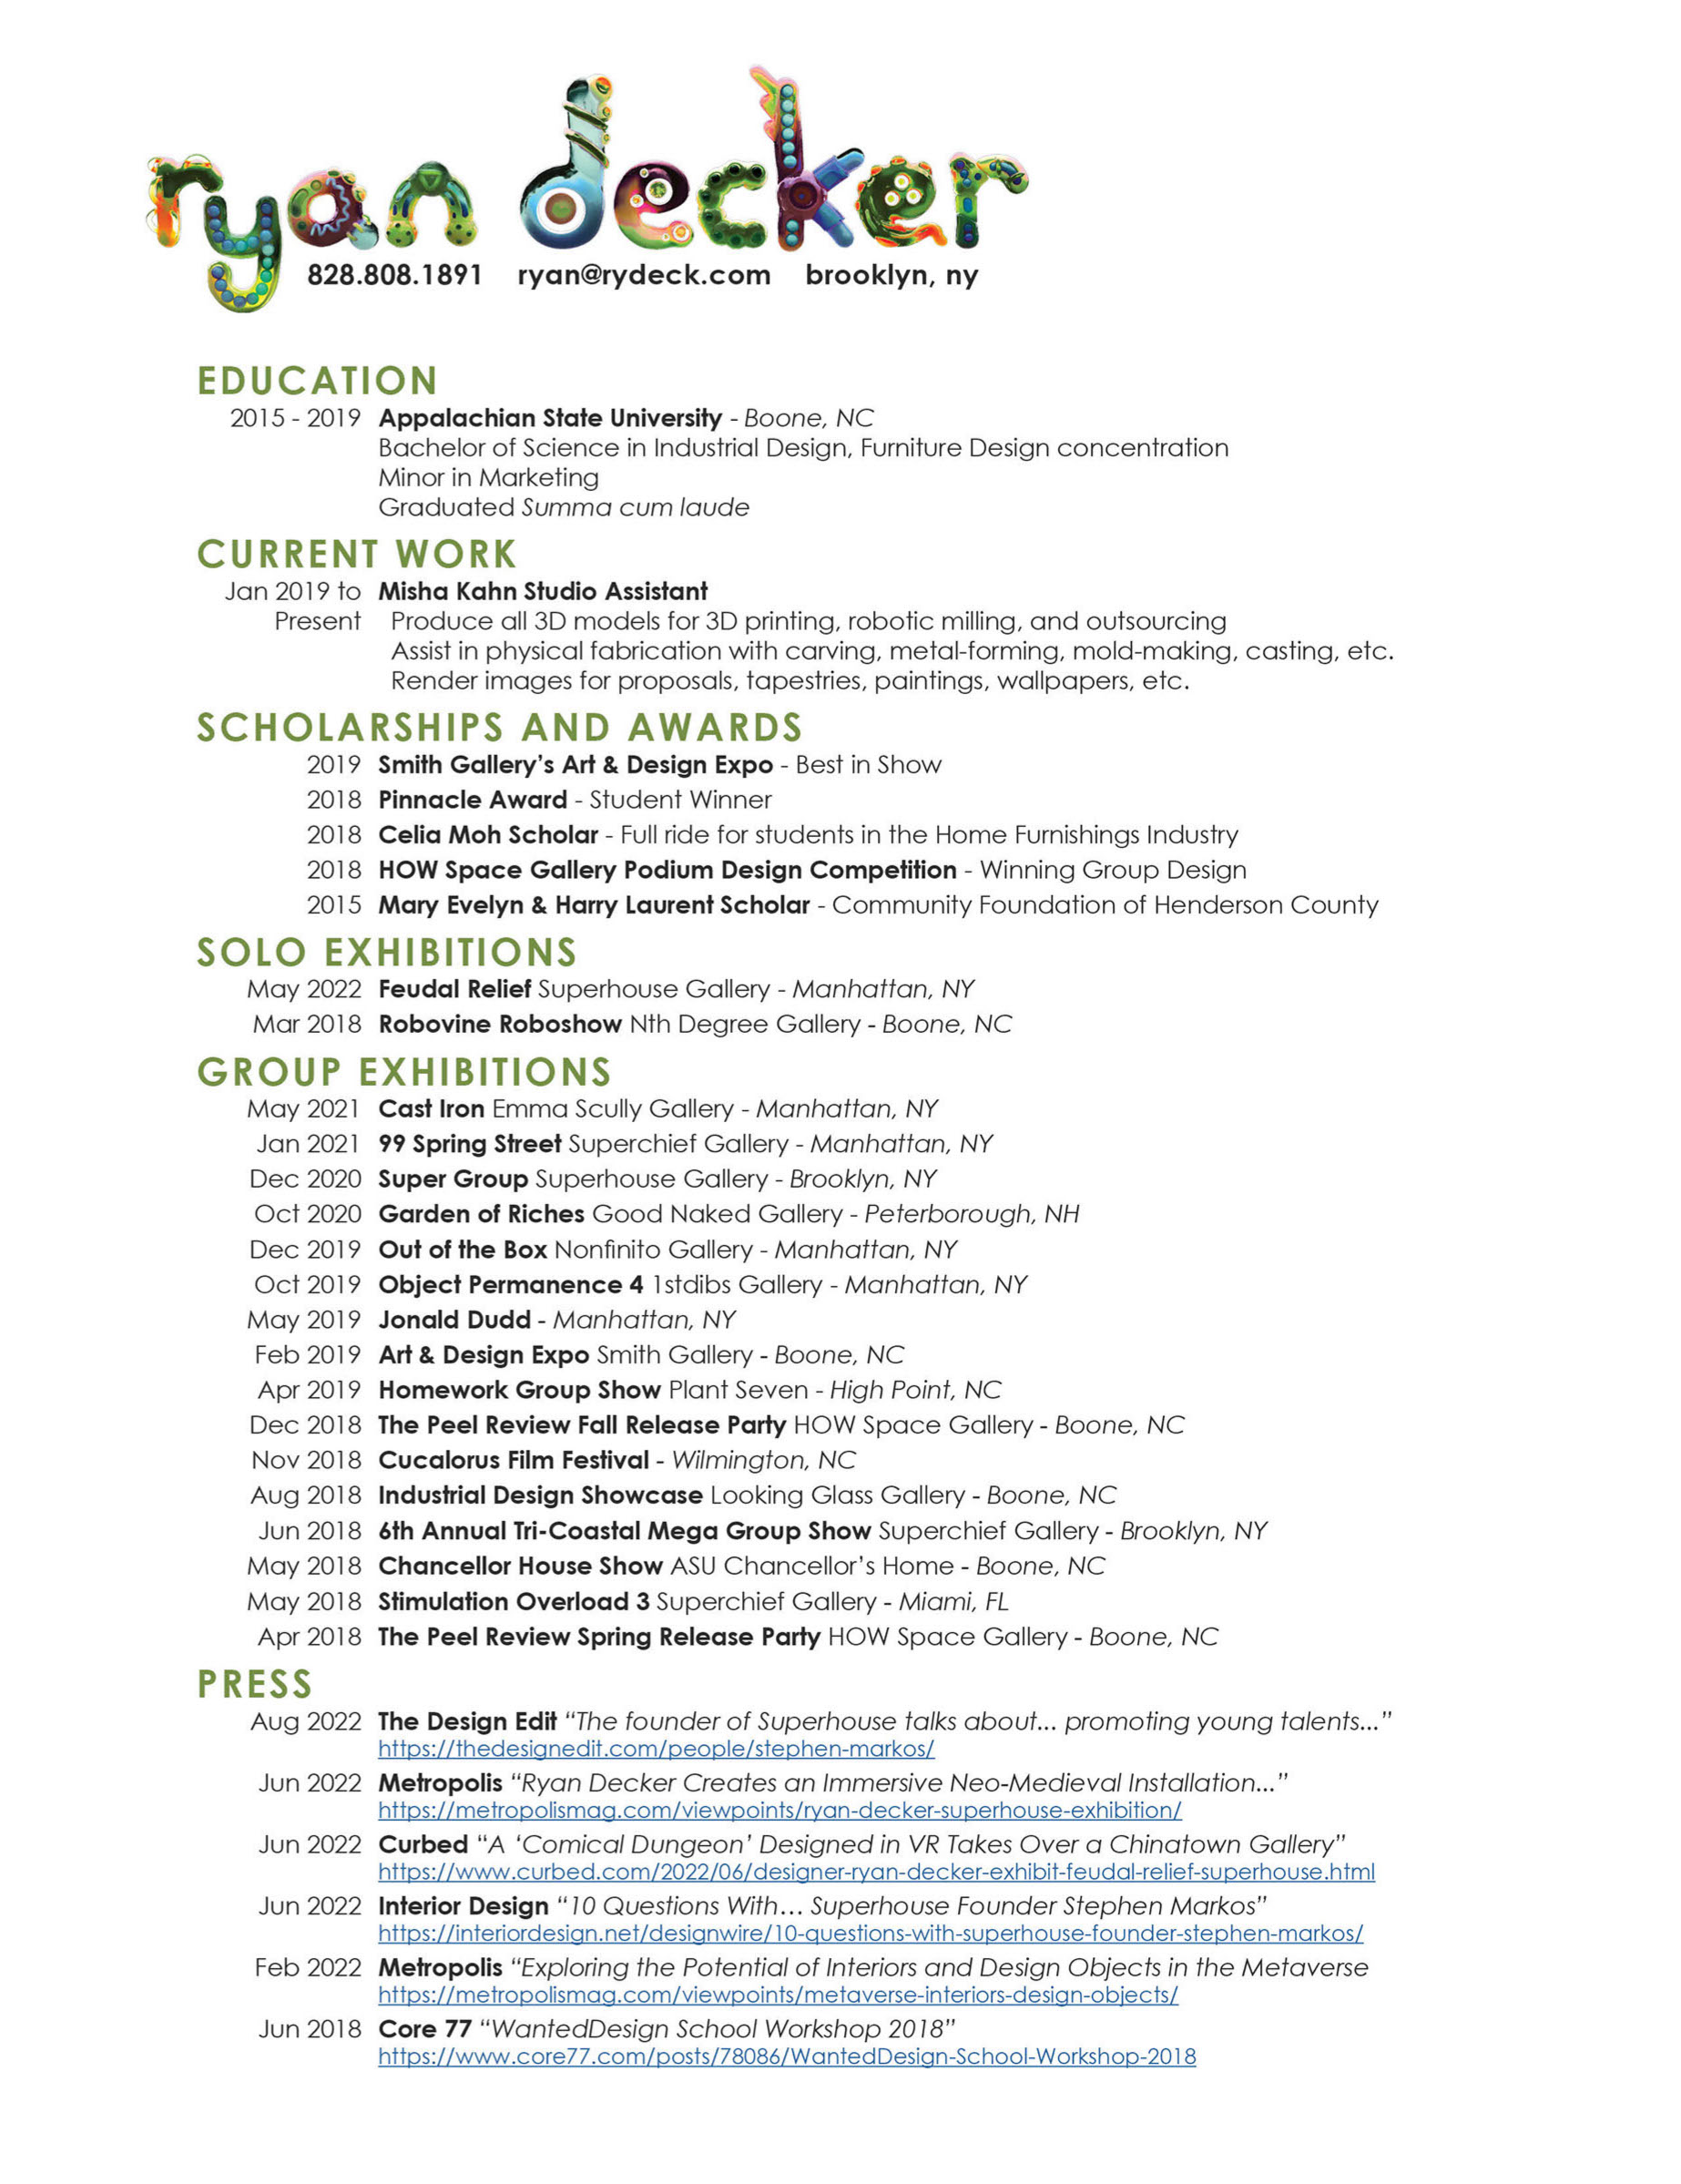 ryan decker
828.808.1891 ryan@rydeck.com brooklyn, ny
EDUCATION
2015 - 2019 Appalachian State University - Boone, NC
Bachelor of Science in Industrial Design, Furniture Design concentration
Minor in Marketing
Graduated Summa cum laude
CURRENT WORK
Jan 2019 to Misha Kahn Studio Assistant
Present Produce all 3D models for 3D printing, robotic milling, and outsourcing
Assist in physical fabrication with carving, metal-forming, mold-making, casting, etc.
Render images for proposals, tapestries, paintings, wallpapers, etc.
SCHOLARSHIPS AND AWARDS
2019 Smith Gallery’s Art & Design Expo - Best in Show
2018 Pinnacle Award - Student Winner
2018 Celia Moh Scholar - Full ride for students in the Home Furnishings Industry
2018 HOW Space Gallery Podium Design Competition - Winning Group Design
2015 Mary Evelyn & Harry Laurent Scholar - Community Foundation of Henderson County
SOLO EXHIBITIONS
May 2022 Feudal Relief Superhouse Gallery - Manhattan, NY
Mar 2018 Robovine Roboshow Nth Degree Gallery - Boone, NC
GROUP EXHIBITIONS
May 2021 Cast Iron Emma Scully Gallery - Manhattan, NY
Jan 2021 99 Spring Street Superchief Gallery - Manhattan, NY
Dec 2020 Super Group Superhouse Gallery - Brooklyn, NY
Oct 2020 Garden of Riches Good Naked Gallery - Peterborough, NH
Dec 2019 Out of the Box Nonfinito Gallery - Manhattan, NY
Oct 2019 Object Permanence 4 1stdibs Gallery - Manhattan, NY
May 2019 Jonald Dudd - Manhattan, NY
Feb 2019 Art & Design Expo Smith Gallery - Boone, NC
Apr 2019 Homework Group Show Plant Seven - High Point, NC
Dec 2018 The Peel Review Fall Release Party HOW Space Gallery - Boone, NC
Nov 2018 Cucalorus Film Festival - Wilmington, NC
Aug 2018 Industrial Design Showcase Looking Glass Gallery - Boone, NC
Jun 2018 6th Annual Tri-Coastal Mega Group Show Superchief Gallery - Brooklyn, NY
May 2018 Chancellor House Show ASU Chancellor’s Home - Boone, NC
May 2018 Stimulation Overload 3 Superchief Gallery - Miami, FL
Apr 2018 The Peel Review Spring Release Party HOW Space Gallery - Boone, NC
PRESS
Aug 2022 The Design Edit “The founder of Superhouse talks about... promoting young talents...”
https://thedesignedit.com/people/stephen-markos/
Jun 2022 Metropolis “Ryan Decker Creates an Immersive Neo-Medieval Installation...”
https://metropolismag.com/viewpoints/ryan-decker-superhouse-exhibition/
Jun 2022 Curbed “A ‘Comical Dungeon’ Designed in VR Takes Over a Chinatown Gallery”
https://www.curbed.com/2022/06/designer-ryan-decker-exhibit-feudal-relief-superhouse.html
Jun 2022 Interior Design “10 Questions With… Superhouse Founder Stephen Markos”
https://interiordesign.net/designwire/10-questions-with-superhouse-founder-stephen-markos/
Feb 2022 Metropolis “Exploring the Potential of Interiors and Design Objects in the Metaverse
https://metropolismag.com/viewpoints/metaverse-interiors-design-objects/
Jun 2018 Core 77 “WantedDesign School Workshop 2018”
https://www.core77.com/posts/78086/WantedDesign-School-Workshop-2018